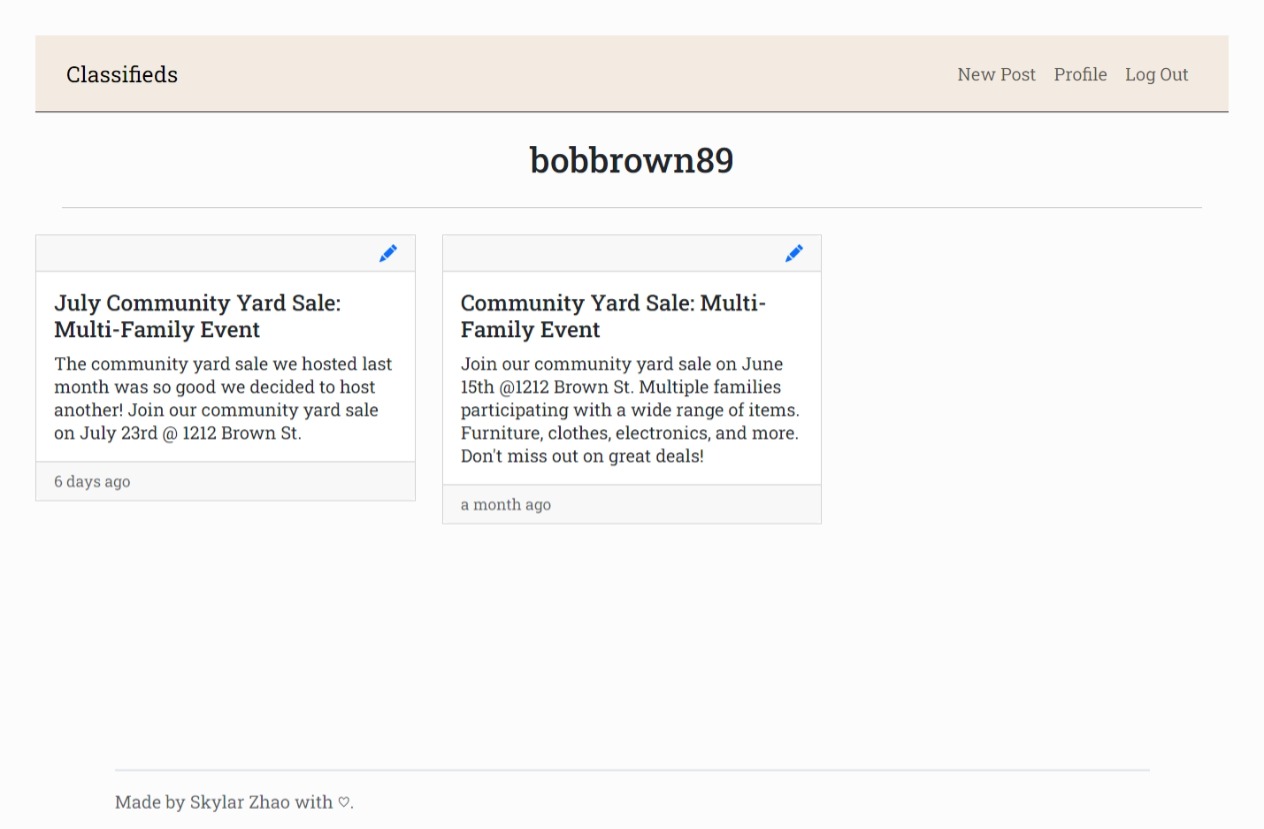 Classifieds
New Post Profile Log Out
bobbrown89
July Community Yard Sale:
Multi-Family Event
The community yard sale we hosted last
month was so good we decided to host
another! Join our community yard sale
on July 23rd @ 1212 Brown St.
6 days ago
Community Yard Sale: Multi-
Family Event
Join our community yard sale on June
15th @1212 Brown St. Multiple families
participating with a wide range of items.
Furniture, clothes, electronics, and more.
Don't miss out on great deals!
a month ago
Made by Skylar Zhao with ♡.